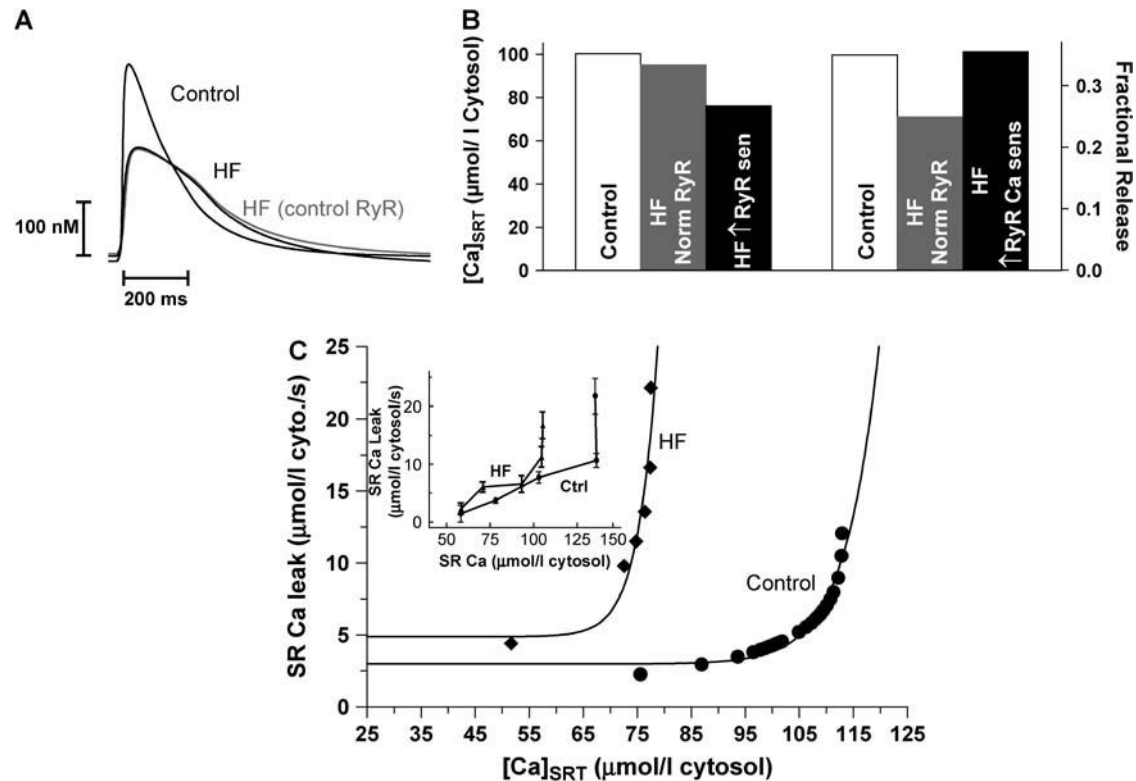 A
Control
HF
HF (control RyR)
100 nM
200 ms
B
[Ca]SRT (µmol/ l Cytosol)
100
80
60
40
20
0
Control
HF
Norm RyR
HF ↑RyR sen
Control
HF
Norm RyR
HF
↑RyR Ca sens
0.3
0.2
0.1
0.0
Fractional Release
C
SR Ca leak (µmol/l cyto./s)
25
20
15
10
5
0
HF
Control
SR Ca Leak
(µmol/l cytosol/s)
20
10
0
HF
Ctrl
50 75 100 125 150
SR Ca (µmol/l cytosol)
25 35 45 55 65 75 85 95 105 115 125
[Ca]SRT (µmol/l cytosol)